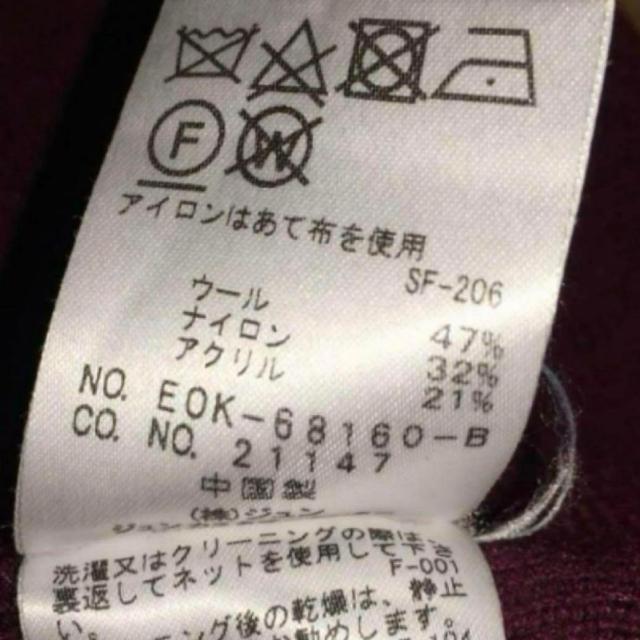 F
W
アイロンはあて布を使用
SF-206
ウール 47%
ナイロン 32%
アクリル 21%
NO. EOK-68160-B
CO. NO. 21147
中国製
(株)ジュン
洗濯又はクリーニングの際は
裏返してネットを使用して下さ
い。 F-001
ング後の乾燥は、
お勧めします。